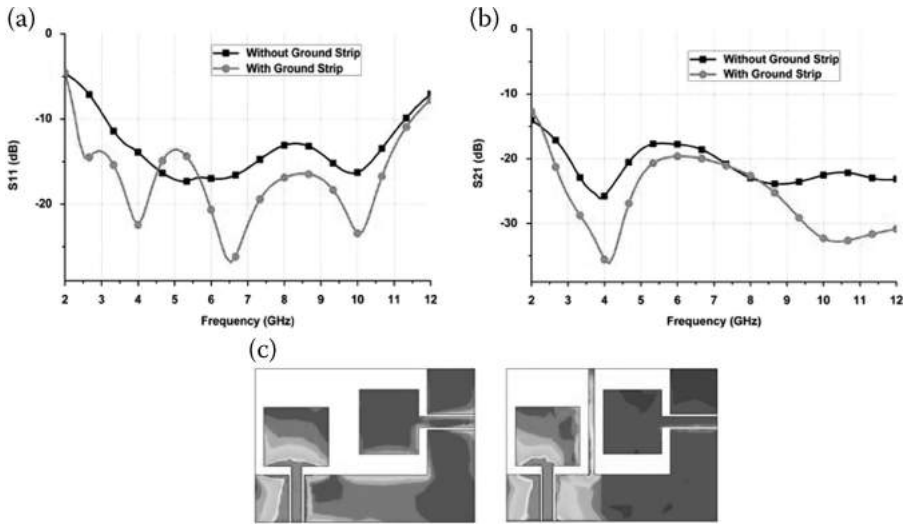 (a)
0
-10
-20
S11 (dB)
Without Ground Strip
With Ground Strip
2 3 4 5 6 7 8 9 10 11 12
Frequency (GHz)
(b)
0
-10
-20
-30
S21 (dB)
Without Ground Strip
With Ground Strip
2 3 4 5 6 7 8 9 10 11 12
Frequency (GHz)
(c)